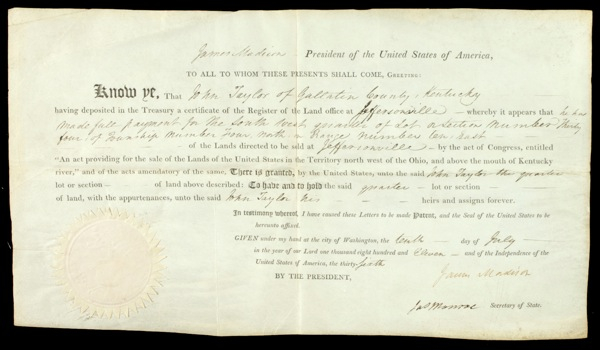 James Madison President of the United States of America,
TO ALL TO WHOM THESE PRESENTS SHALL COME, GREETING:
Know ye, That John Taylor of Gallatin County, Kentucky
having deposited in the Treasury a certificate of the Register of the Land office at Jeffersonville — whereby it appears that he has
made full payment for the South West quarter of Lot or section number thirty
four of Township number four north in Range number ten, east —
— of the Lands directed to be sold at Jeffersonville — by the act of Congress, entitled
"An act providing for the sale of the Lands of the United States in the Territory north west of the Ohio, and above the mouth of Kentucky
river," and of the acts amendatory of the same, There is granted, by the United States, unto the said John Taylor the quarter
lot or section — of land above described: To have and to hold the said quarter — lot or section —
of land, with the appurtenances, unto the said John Taylor his — heirs and assigns forever.
In testimony whereof, I have caused these Letters to be made Patent, and the Seal of the United States to be
hereunto affixed.
GIVEN under my hand at the city of Washington, the tenth — day of July —
in the year of our Lord one thousand eight hundred and Eleven — and of the Independence of the
United States of America, the thirty-sixth
BY THE PRESIDENT,
James Madison
Jas Monroe Secretary of State.